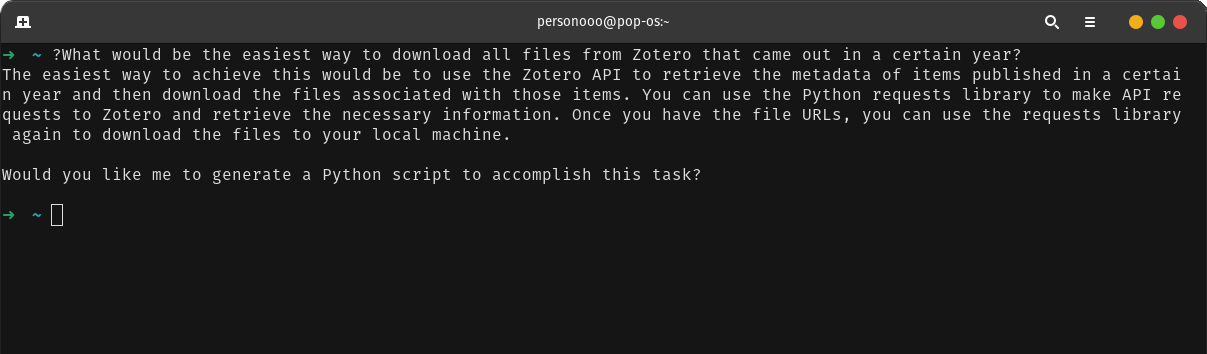 personooo@pop-os:~
➜ ~ ?What would be the easiest way to download all files from Zotero that came out in a certain year?
The easiest way to achieve this would be to use the Zotero API to retrieve the metadata of items published in a certai
n year and then download the files associated with those items. You can use the Python requests library to make API re
quests to Zotero and retrieve the necessary information. Once you have the file URLs, you can use the requests library
 again to download the files to your local machine.
Would you like me to generate a Python script to accomplish this task?
➜ ~